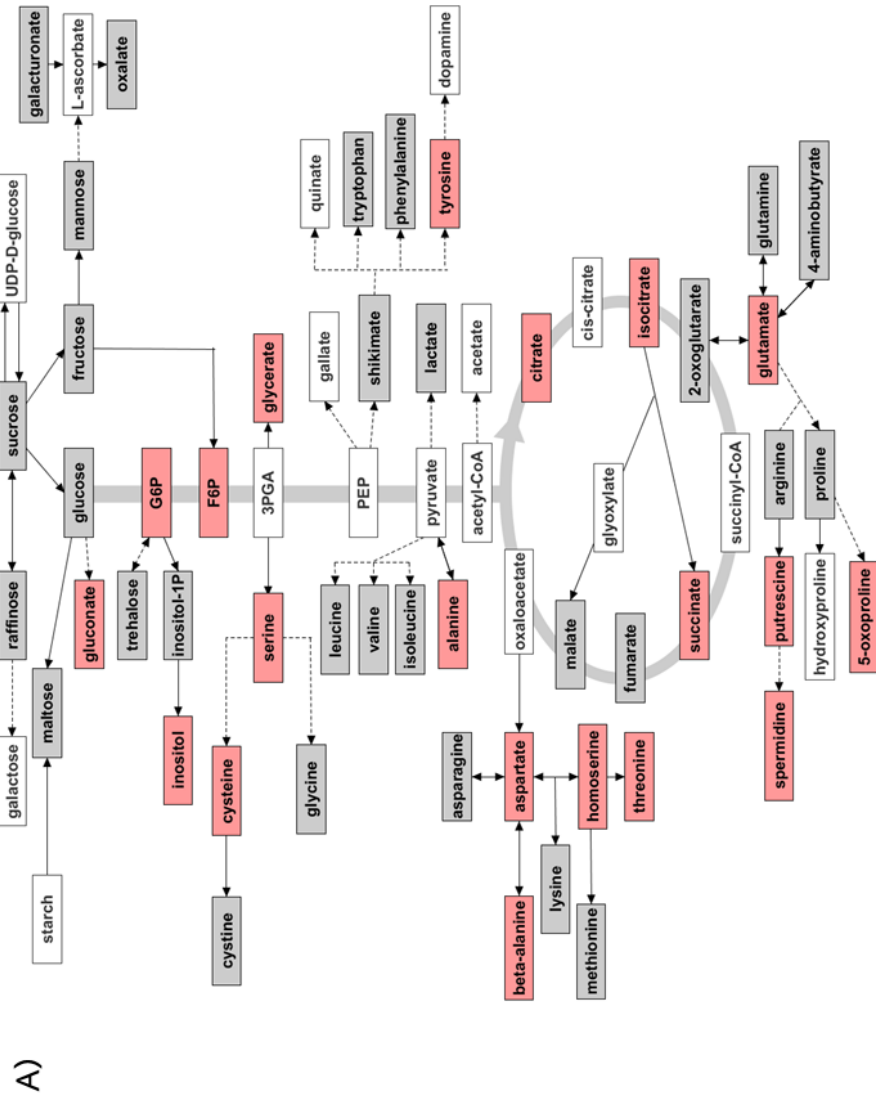 A)
starch
galactose
raffinose
sucrose
UDP-D-glucose
maltose
glucose
fructose
mannose
L-ascorbate
galacturonate
oxalate
gluconate
trehalose
G6P
inositol
inositol-1P
F6P
cystine
cysteine
serine
3PGA
glycerate
glycine
leucine
valine
isoleucine
alanine
PEP
gallate
shikimate
quinate
tryptophan
phenylalanine
tyrosine
dopamine
pyruvate
lactate
acetyl-CoA
acetate
asparagine
beta-alanine
aspartate
oxaloacetate
citrate
lysine
malate
glyoxylate
cis-citrate
methionine
homoserine
fumarate
isocitrate
threonine
succinate
2-oxoglutarate
succinyl-CoA
glutamate
glutamine
4-aminobutyrate
spermidine
putrescine
arginine
hydroxyproline
proline
5-oxoproline